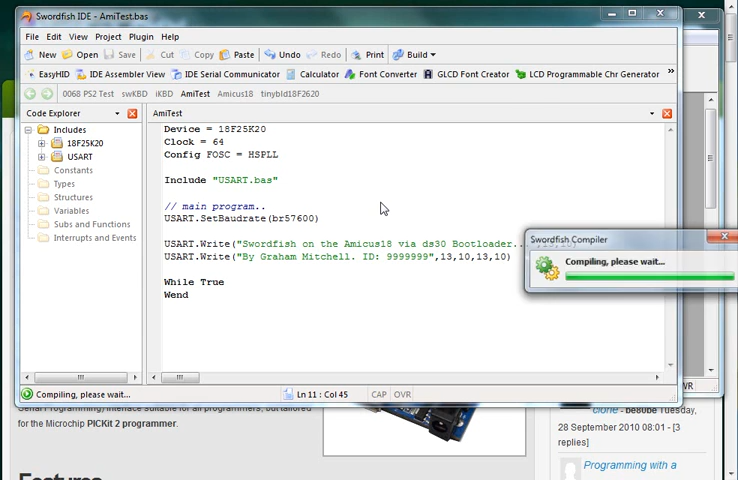 Swordfish IDE - AmiTest.bas
File Edit View Project Plugin Help
New Open Save Cut Copy Paste Undo Redo Print Build
EasyHID IDE Assembler View IDE Serial Communicator Calculator Font Converter GLCD Font Creator LCD Programmable Chr Generator
0068 PS2 Test swKBD iKBD AmiTest Amicus18 tinybld18F2620
Code Explorer
AmiTest
Includes
18F25K20
USART
Constants
Types
Structures
Variables
Subs and Functions
Interrupts and Events
Device = 18F25K20
Clock = 64
Config FOSC = HSPLL
Include "USART.bas"
// main program..
USART.SetBaudrate(br57600)
USART.Write("Swordfish on the Amicus18 via ds30 Bootloader..
USART.Write("By Graham Mitchell. ID: 9999999",13,10,13,10)
While True
Wend
Swordfish Compiler
Compiling, please wait...
Compiling, please wait...
Ln 11 : Col 45
CAP
OVR
WR
Serial Programming) interface suitable for all programmers, but tailored
for the Microchip PICKit 2 programmer.
Features
clone - be80be Tuesday,
28 September 2010 08:01 - [3
replies]
Programming with a